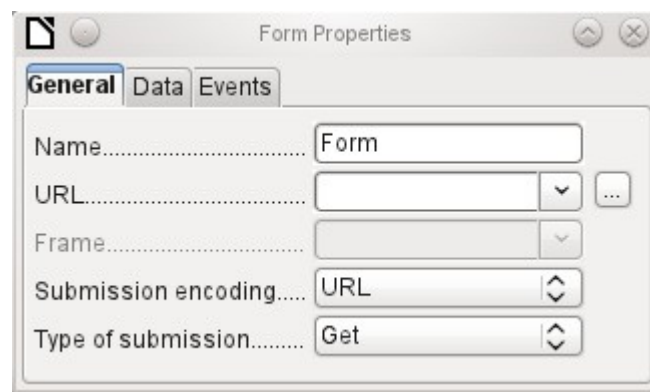 Form Properties
General Data Events
Name............................... Form
URL.................................. ...
Frame..............................
Submission encoding..... URL
Type of submission......... Get